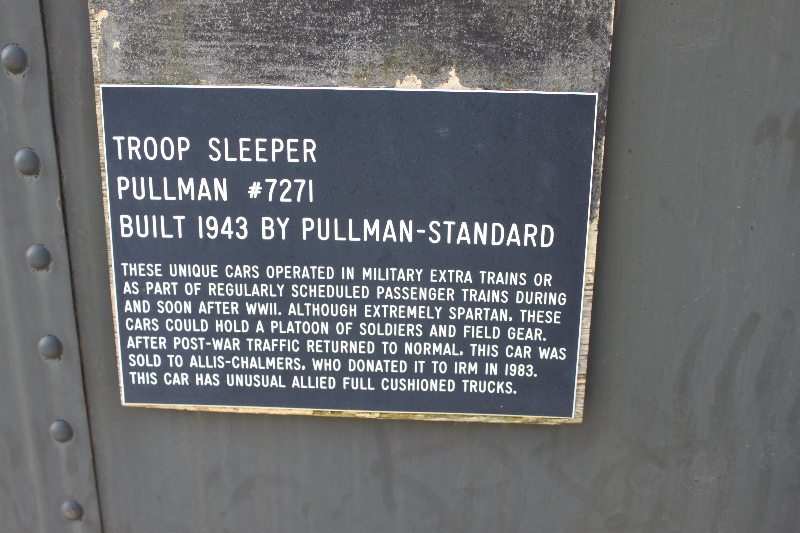 TROOP SLEEPER
PULLMAN #7271
BUILT 1943 BY PULLMAN-STANDARD
THESE UNIQUE CARS OPERATED IN MILITARY EXTRA TRAINS OR
AS PART OF REGULARLY SCHEDULED PASSENGER TRAINS DURING
AND SOON AFTER WWII. ALTHOUGH EXTREMELY SPARTAN, THESE
CARS COULD HOLD A PLATOON OF SOLDIERS AND FIELD GEAR.
AFTER POST-WAR TRAFFIC RETURNED TO NORMAL, THIS CAR WAS
SOLD TO ALLIS-CHALMERS, WHO DONATED IT TO IRM IN 1983.
THIS CAR HAS UNUSUAL ALLIED FULL CUSHIONED TRUCKS.